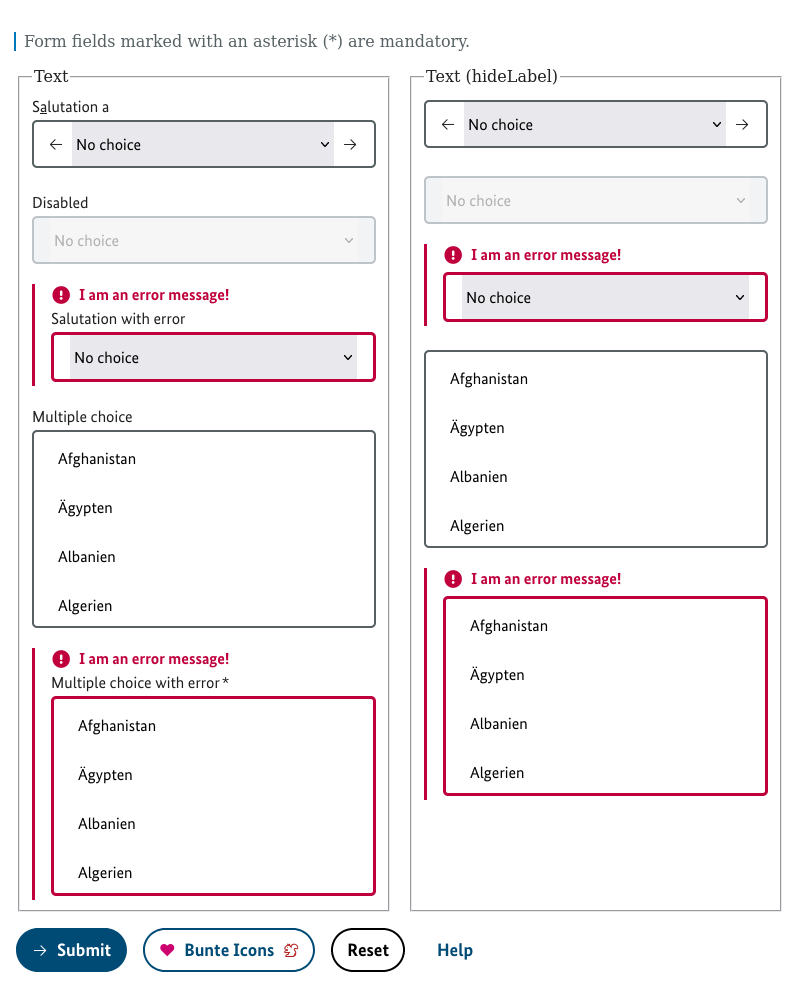 Form fields marked with an asterisk (*) are mandatory.
Text
Salutation a
No choice
Disabled
No choice
I am an error message!
Salutation with error
No choice
Multiple choice
Afghanistan
Ägypten
Albanien
Algerien
I am an error message!
Multiple choice with error*
Afghanistan
Ägypten
Albanien
Algerien
Text (hideLabel)
No choice
No choice
I am an error message!
No choice
Afghanistan
Ägypten
Albanien
Algerien
I am an error message!
Afghanistan
Ägypten
Albanien
Algerien
Submit
Bunte Icons
Reset
Help